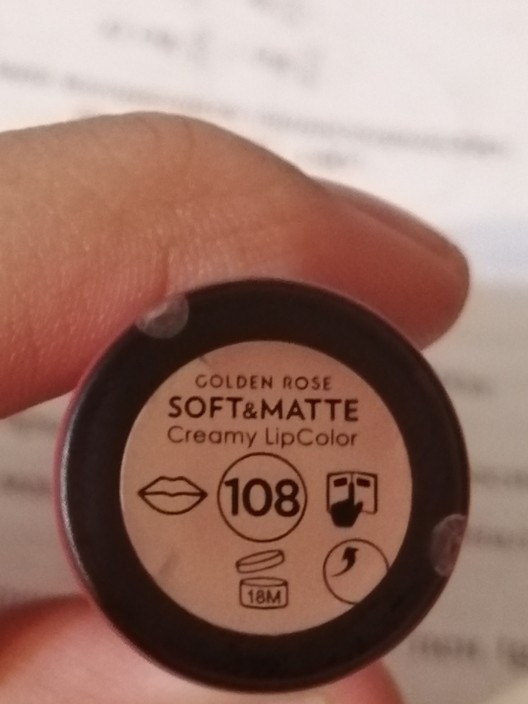 GOLDEN ROSE
SOFT&MATTE
Creamy LipColor
108
18M